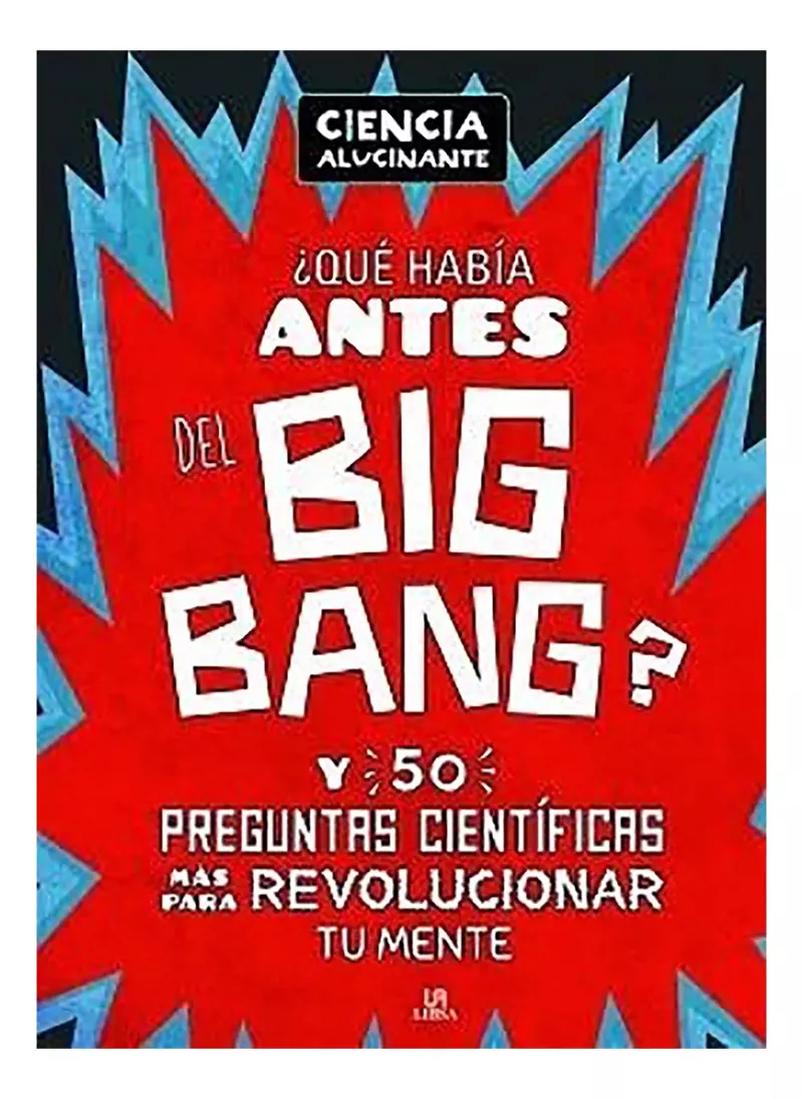 CIENCIA
ALUCINANTE
¿QUÉ HABÍA
ANTES
DEL BIG
BANG?
Y 50
PREGUNTAS CIENTÍFICAS
MÁS PARA REVOLUCIONAR
TU MENTE
LIBSA